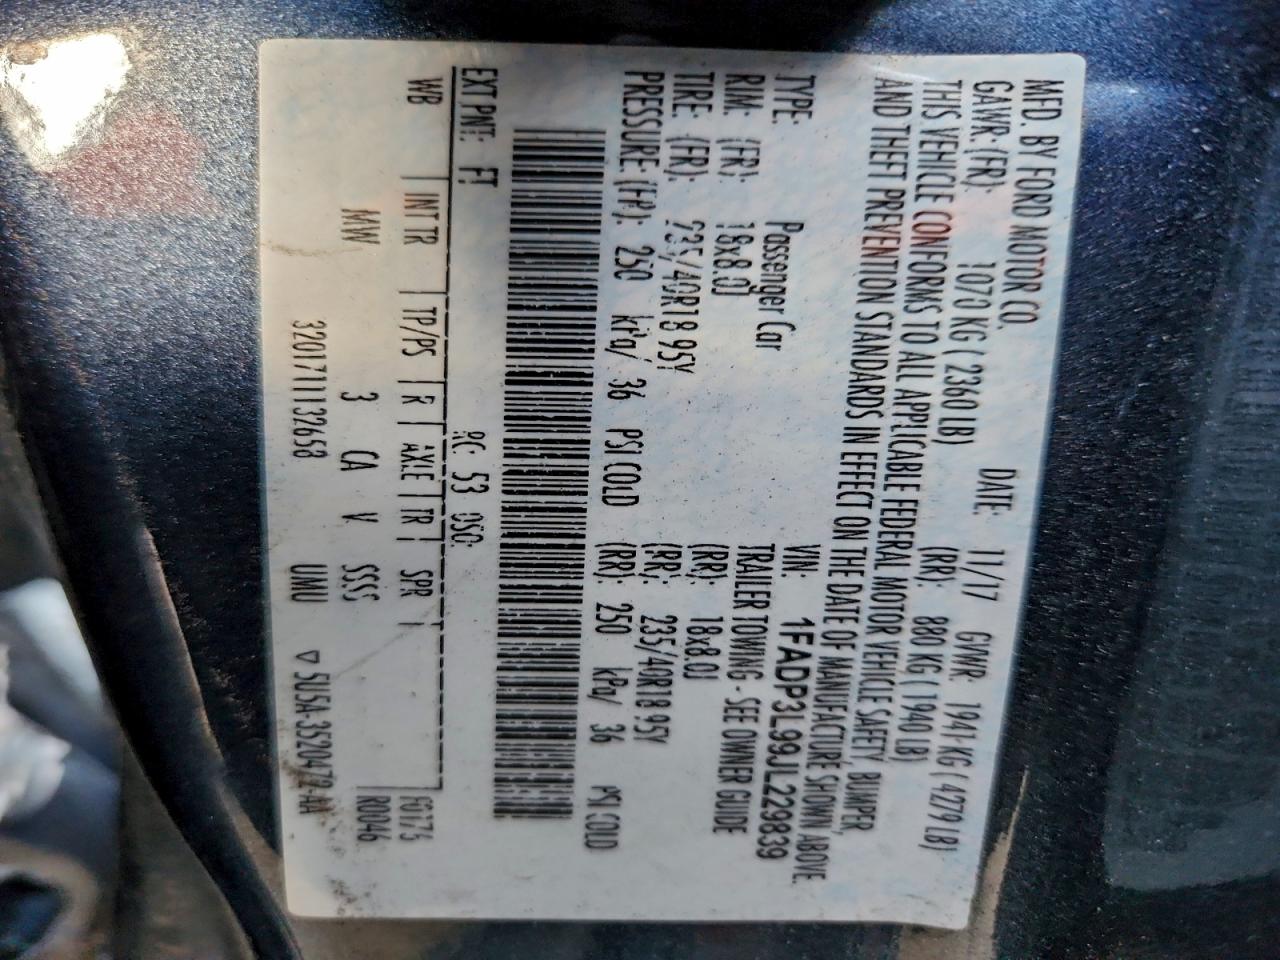 MFD. BY FORD MOTOR CO.
DATE: 11/17 GVWR: 1941 KG ( 4279 LB)
GAWR: (FR): 1070 KG ( 2360 LB) (RR): 880 KG ( 1940 LB)
THIS VEHICLE CONFORMS TO ALL APPLICABLE FEDERAL MOTOR VEHICLE SAFETY, BUMPER,
AND THEFT PREVENTION STANDARDS IN EFFECT ON THE DATE OF MANUFACTURE SHOWN ABOVE.
VIN: 1FADP3L99JL229839
TYPE: Passenger Car TRAILER TOWING - SEE OWNER GUIDE
RIM: (FR): 18x8.0J (RR): 18x8.0J
TIRE: (FR): 235/40R18 95Y (RR): 235/40R18 95Y
PRESSURE (FR): 250 kPa/ 36 PSI COLD (RR): 250 kPa/ 36 PSI COLD
EXT PNT: FT RC: 53 DSO:
WB INT TR TP/PS R AXLE TR SPR
MW 3 CA V SSSS R0046
3201711132658 UMU ▽ 5U5A-3520472-AA